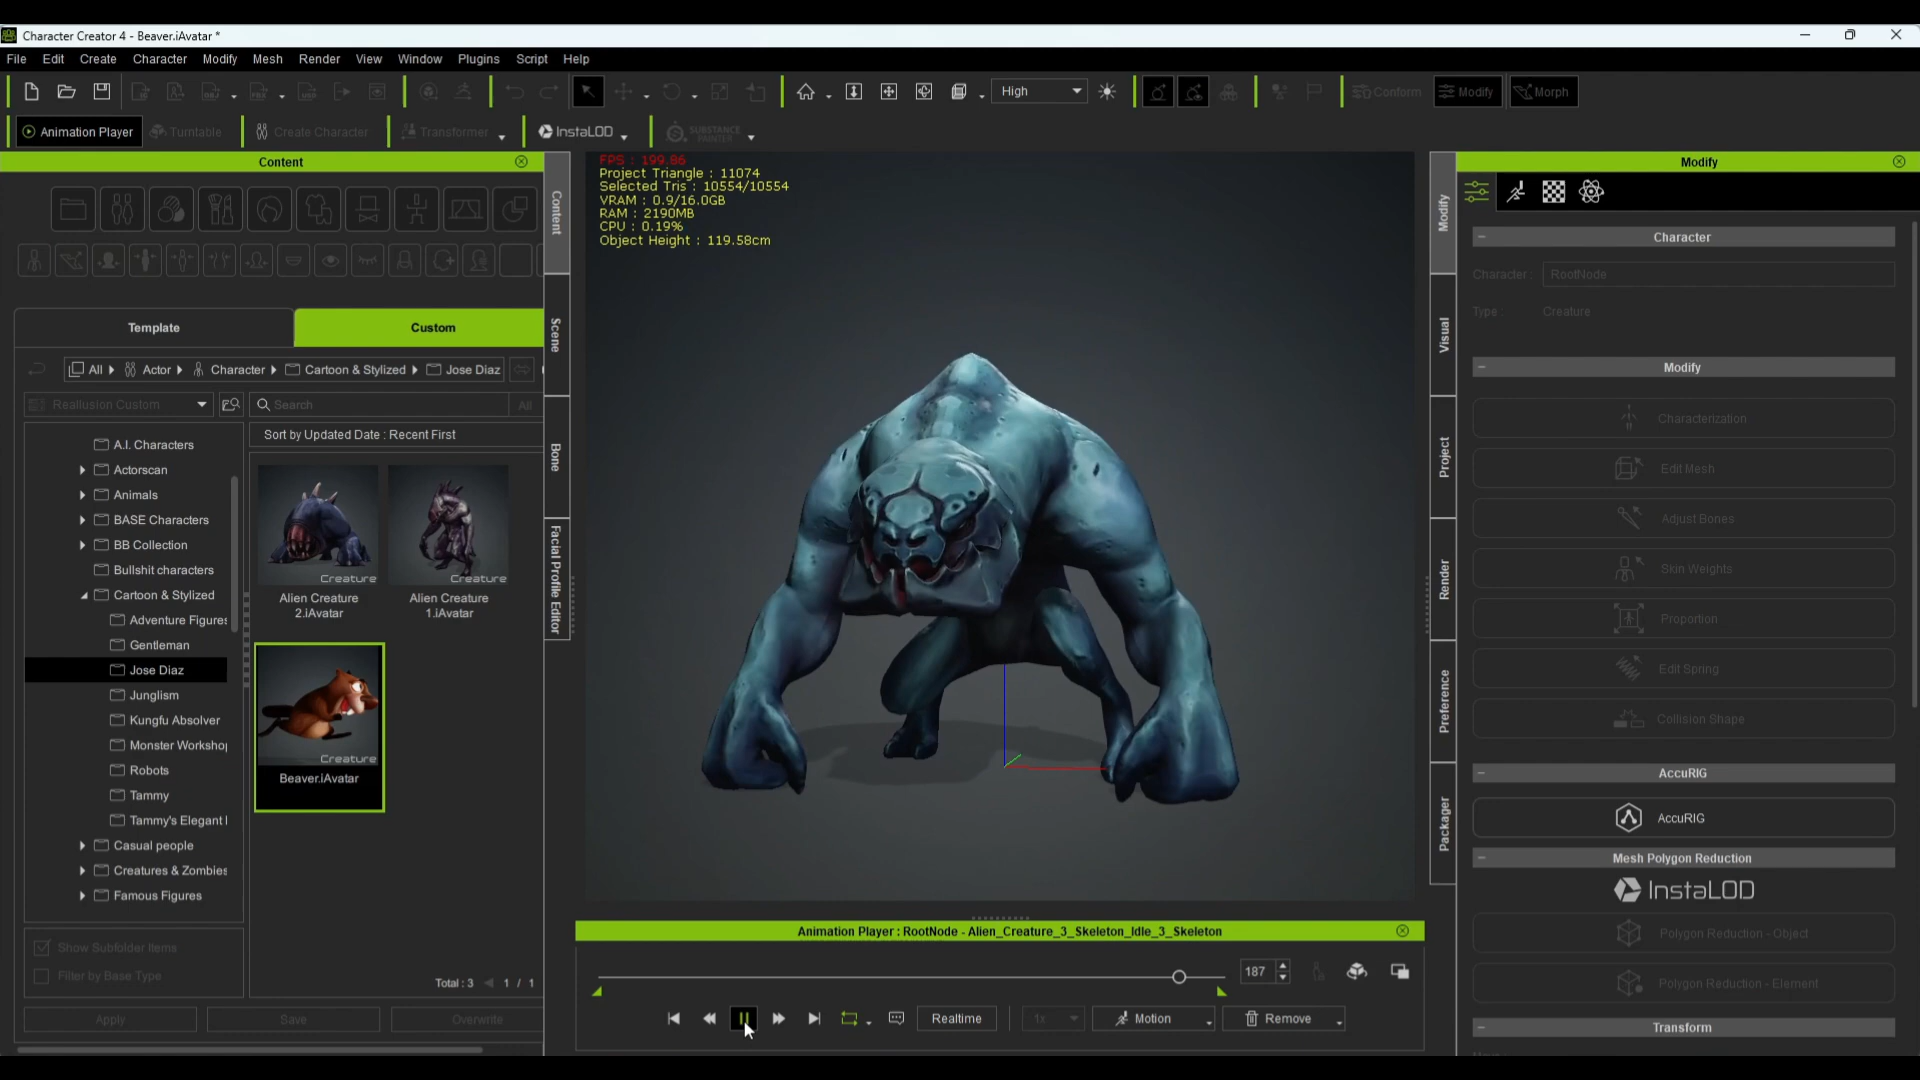 Character Creator 4 - Beaver.iAvatar *
File Edit Create Character Modify Mesh Render View Window Plugins Script Help
High Conform Modify Morph
Animation Player Turntable Create Character Transformer InstaLOD SUBSTANCE PAINTER
Content
Template Custom
All Actor Character Cartoon & Stylized Jose Diaz
Reallusion Custom Search All
Sort by Updated Date : Recent First
A.I. Characters
Actorscan
Animals
BASE Characters
BB Collection
Bullshit characters
Cartoon & Stylized
Adventure Figures
Gentleman
Jose Diaz
Junglism
Kungfu Absolver
Monster Workshop
Robots
Tammy
Tammy's Elegant
Casual people
Creatures & Zombies
Famous Figures
Creature
Alien Creature
2.iAvatar
Creature
Alien Creature
1.iAvatar
Creature
Beaver.iAvatar
Show Subfolder Items
Filter by Base Type
Total : 3 1 / 1
Apply Save Overwrite
Content
Scene
Bone
Facial Profile Editor
FPS : 199.86
Project Triangle : 11074
Selected Tris : 10554/10554
VRAM : 0.9/16.0GB
RAM : 2190MB
CPU : 0.19%
Object Height : 119.58cm
Animation Player : RootNode - Alien_Creature_3_Skeleton_Idle_3_Skeleton
187
Realtime 1x Motion Remove
Modify
Visual
Project
Render
Preference
Packager
Modify
Character
Character : RootNode
Type : Creature
Modify
Characterization
Edit Mesh
Adjust Bones
Skin Weights
Proportion
Edit Spring
Collision Shape
AccuRIG
AccuRIG
Mesh Polygon Reduction
InstaLOD
Polygon Reduction - Object
Polygon Reduction - Element
Transform